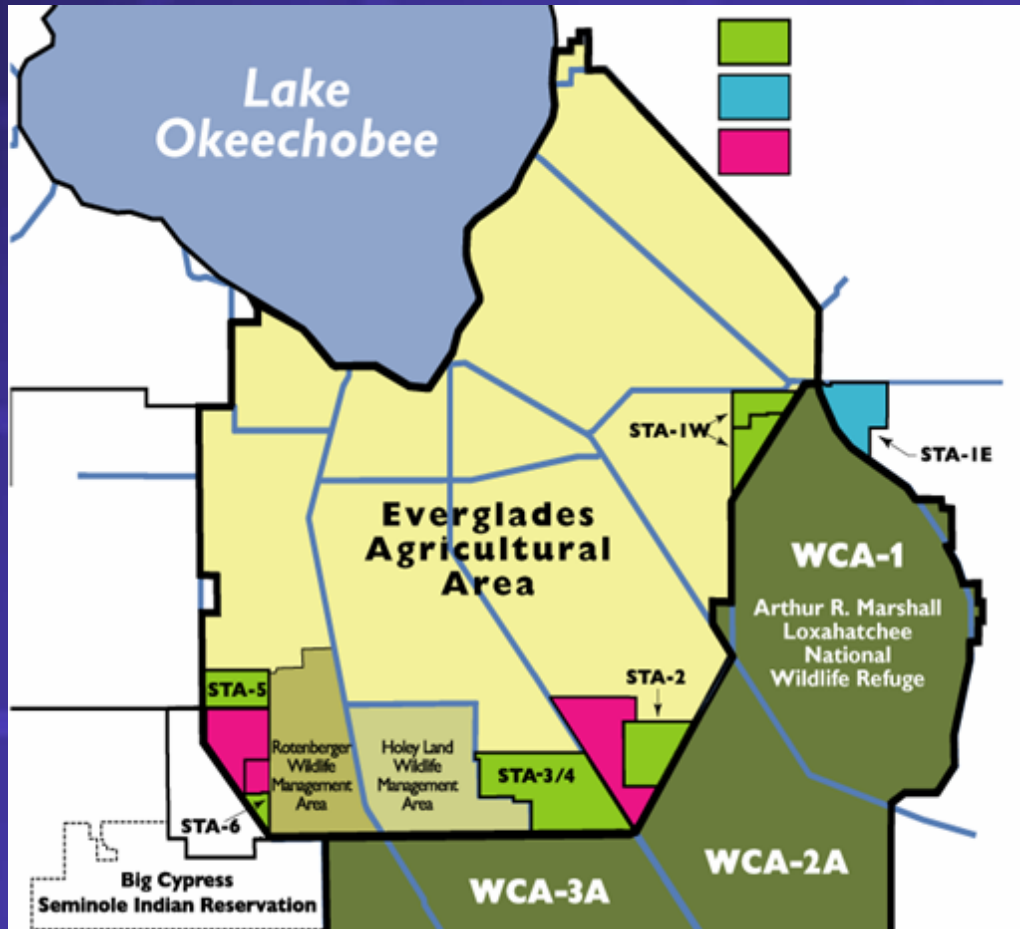 Lake
Okeechobee
STA-1W
STA-1E
Everglades
Agricultural
Area
WCA-1
Arthur R. Marshall
Loxahatchee
National
Wildlife Refuge
STA-5
STA-2
Rotenberger
Wildlife
Management
Area
Holey Land
Wildlife
Management
Area
STA-3/4
STA-6
WCA-2A
Big Cypress
Seminole Indian Reservation
WCA-3A